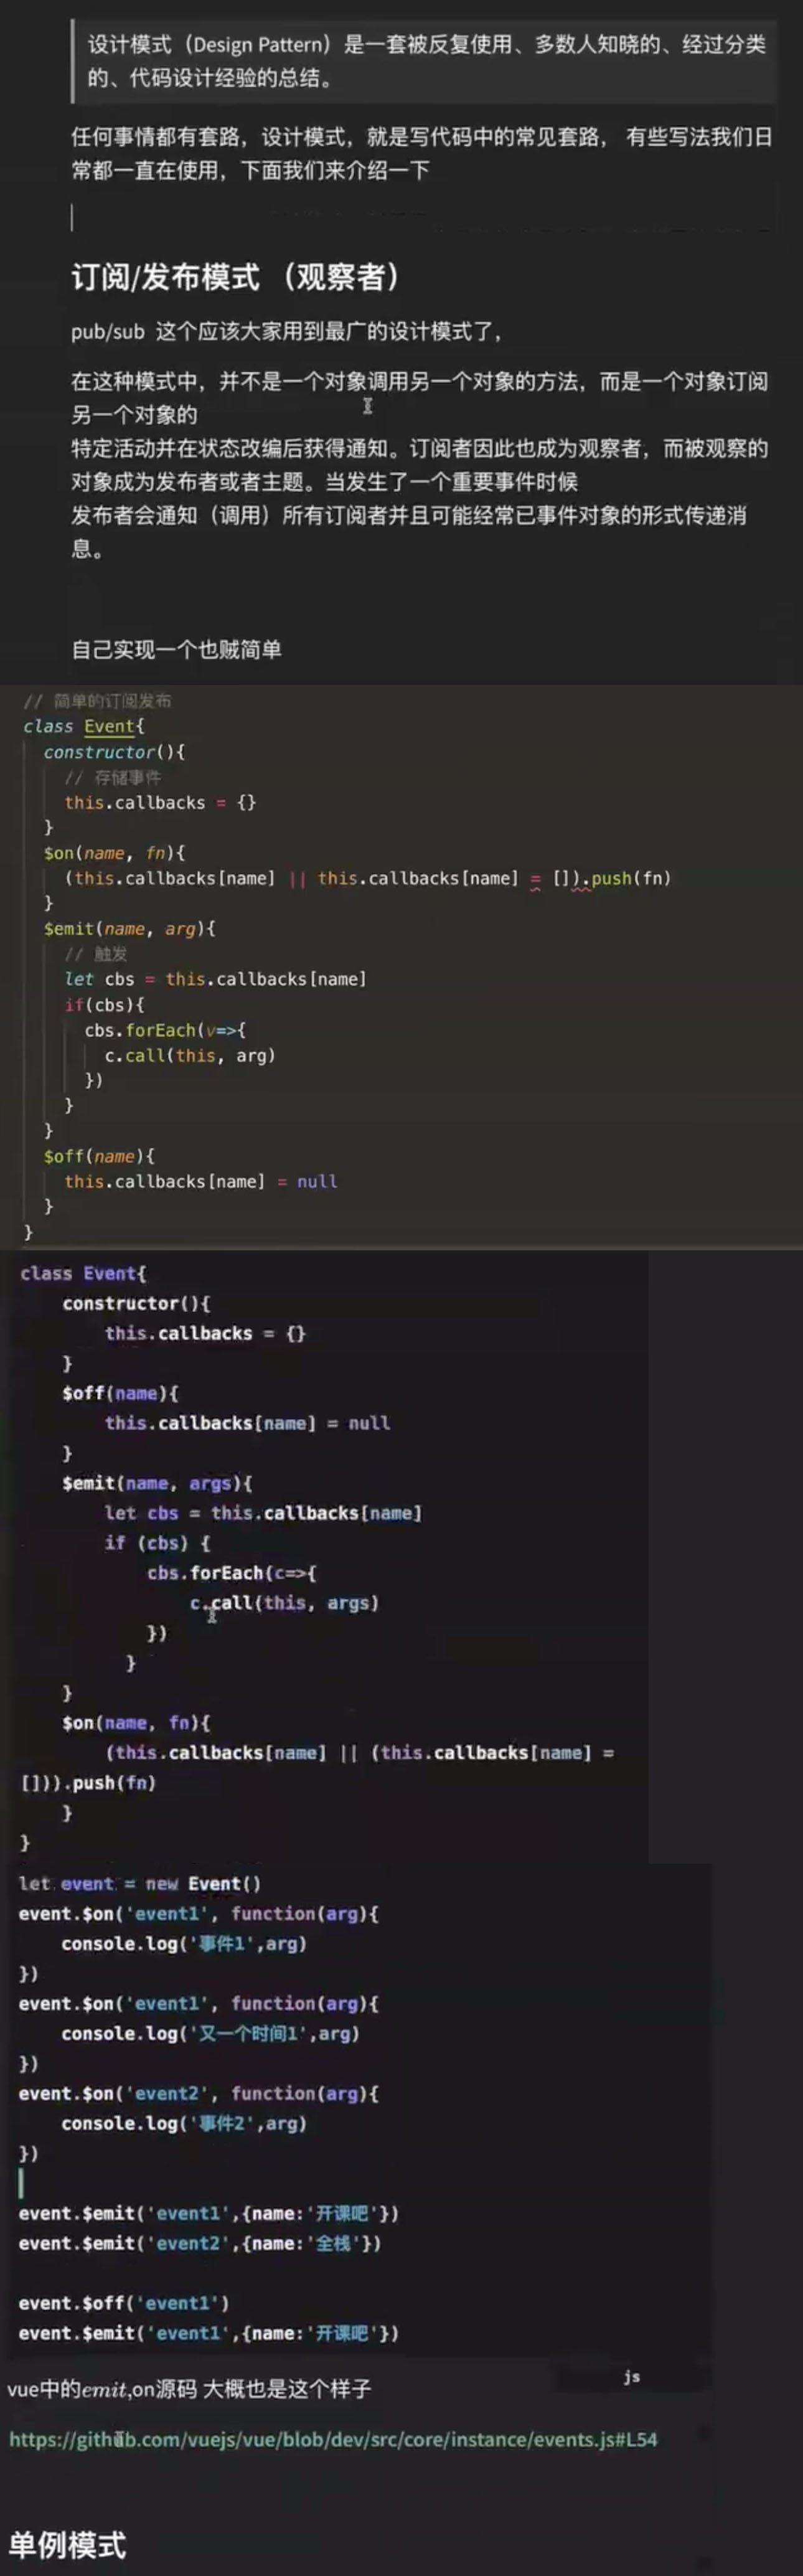 设计模式（Design Pattern）是一套被反复使用、多数人知晓的、经过分类
的、代码设计经验的总结。
任何事情都有套路，设计模式，就是写代码中的常见套路， 有些写法我们日
常都一直在使用，下面我们来介绍一下
订阅/发布模式 （观察者）
pub/sub 这个应该大家用到最广的设计模式了，
在这种模式中，并不是一个对象调用另一个对象的方法，而是一个对象订阅
另一个对象的
特定活动并在状态改编后获得通知。订阅者因此也成为观察者，而被观察的
对象成为发布者或者主题。当发生了一个重要事件时候
发布者会通知（调用）所有订阅者并且可能经常已事件对象的形式传递消
息。
自己实现一个也贼简单
// 简单的订阅发布
class Event{
  constructor(){
    // 存储事件
    this.callbacks = {}
  }
  $on(name, fn){
    (this.callbacks[name] || this.callbacks[name] = []).push(fn)
  }
  $emit(name, arg){
    // 触发
    let cbs = this.callbacks[name]
    if(cbs){
      cbs.forEach(v=>{
        c.call(this, arg)
      })
    }
  }
  $off(name){
    this.callbacks[name] = null
  }
}
class Event{
    constructor(){
        this.callbacks = {}
    }
    $off(name){
        this.callbacks[name] = null
    }
    $emit(name, args){
        let cbs = this.callbacks[name]
        if (cbs) {
            cbs.forEach(c=>{
                c.call(this, args)
            })
          }
    }
    $on(name, fn){
        (this.callbacks[name] || (this.callbacks[name] =
[])).push(fn)
    }
}
let event = new Event()
event.$on('event1', function(arg){
    console.log('事件1',arg)
})
event.$on('event1', function(arg){
    console.log('又一个时间1',arg)
})
event.$on('event2', function(arg){
    console.log('事件2',arg)
})
event.$emit('event1',{name:'开课吧'})
event.$emit('event2',{name:'全栈'})
event.$off('event1')
event.$emit('event1',{name:'开课吧'})
js
vue中的emit,on源码 大概也是这个样子
https://github.com/vuejs/vue/blob/dev/src/core/instance/events.js#L54
单例模式